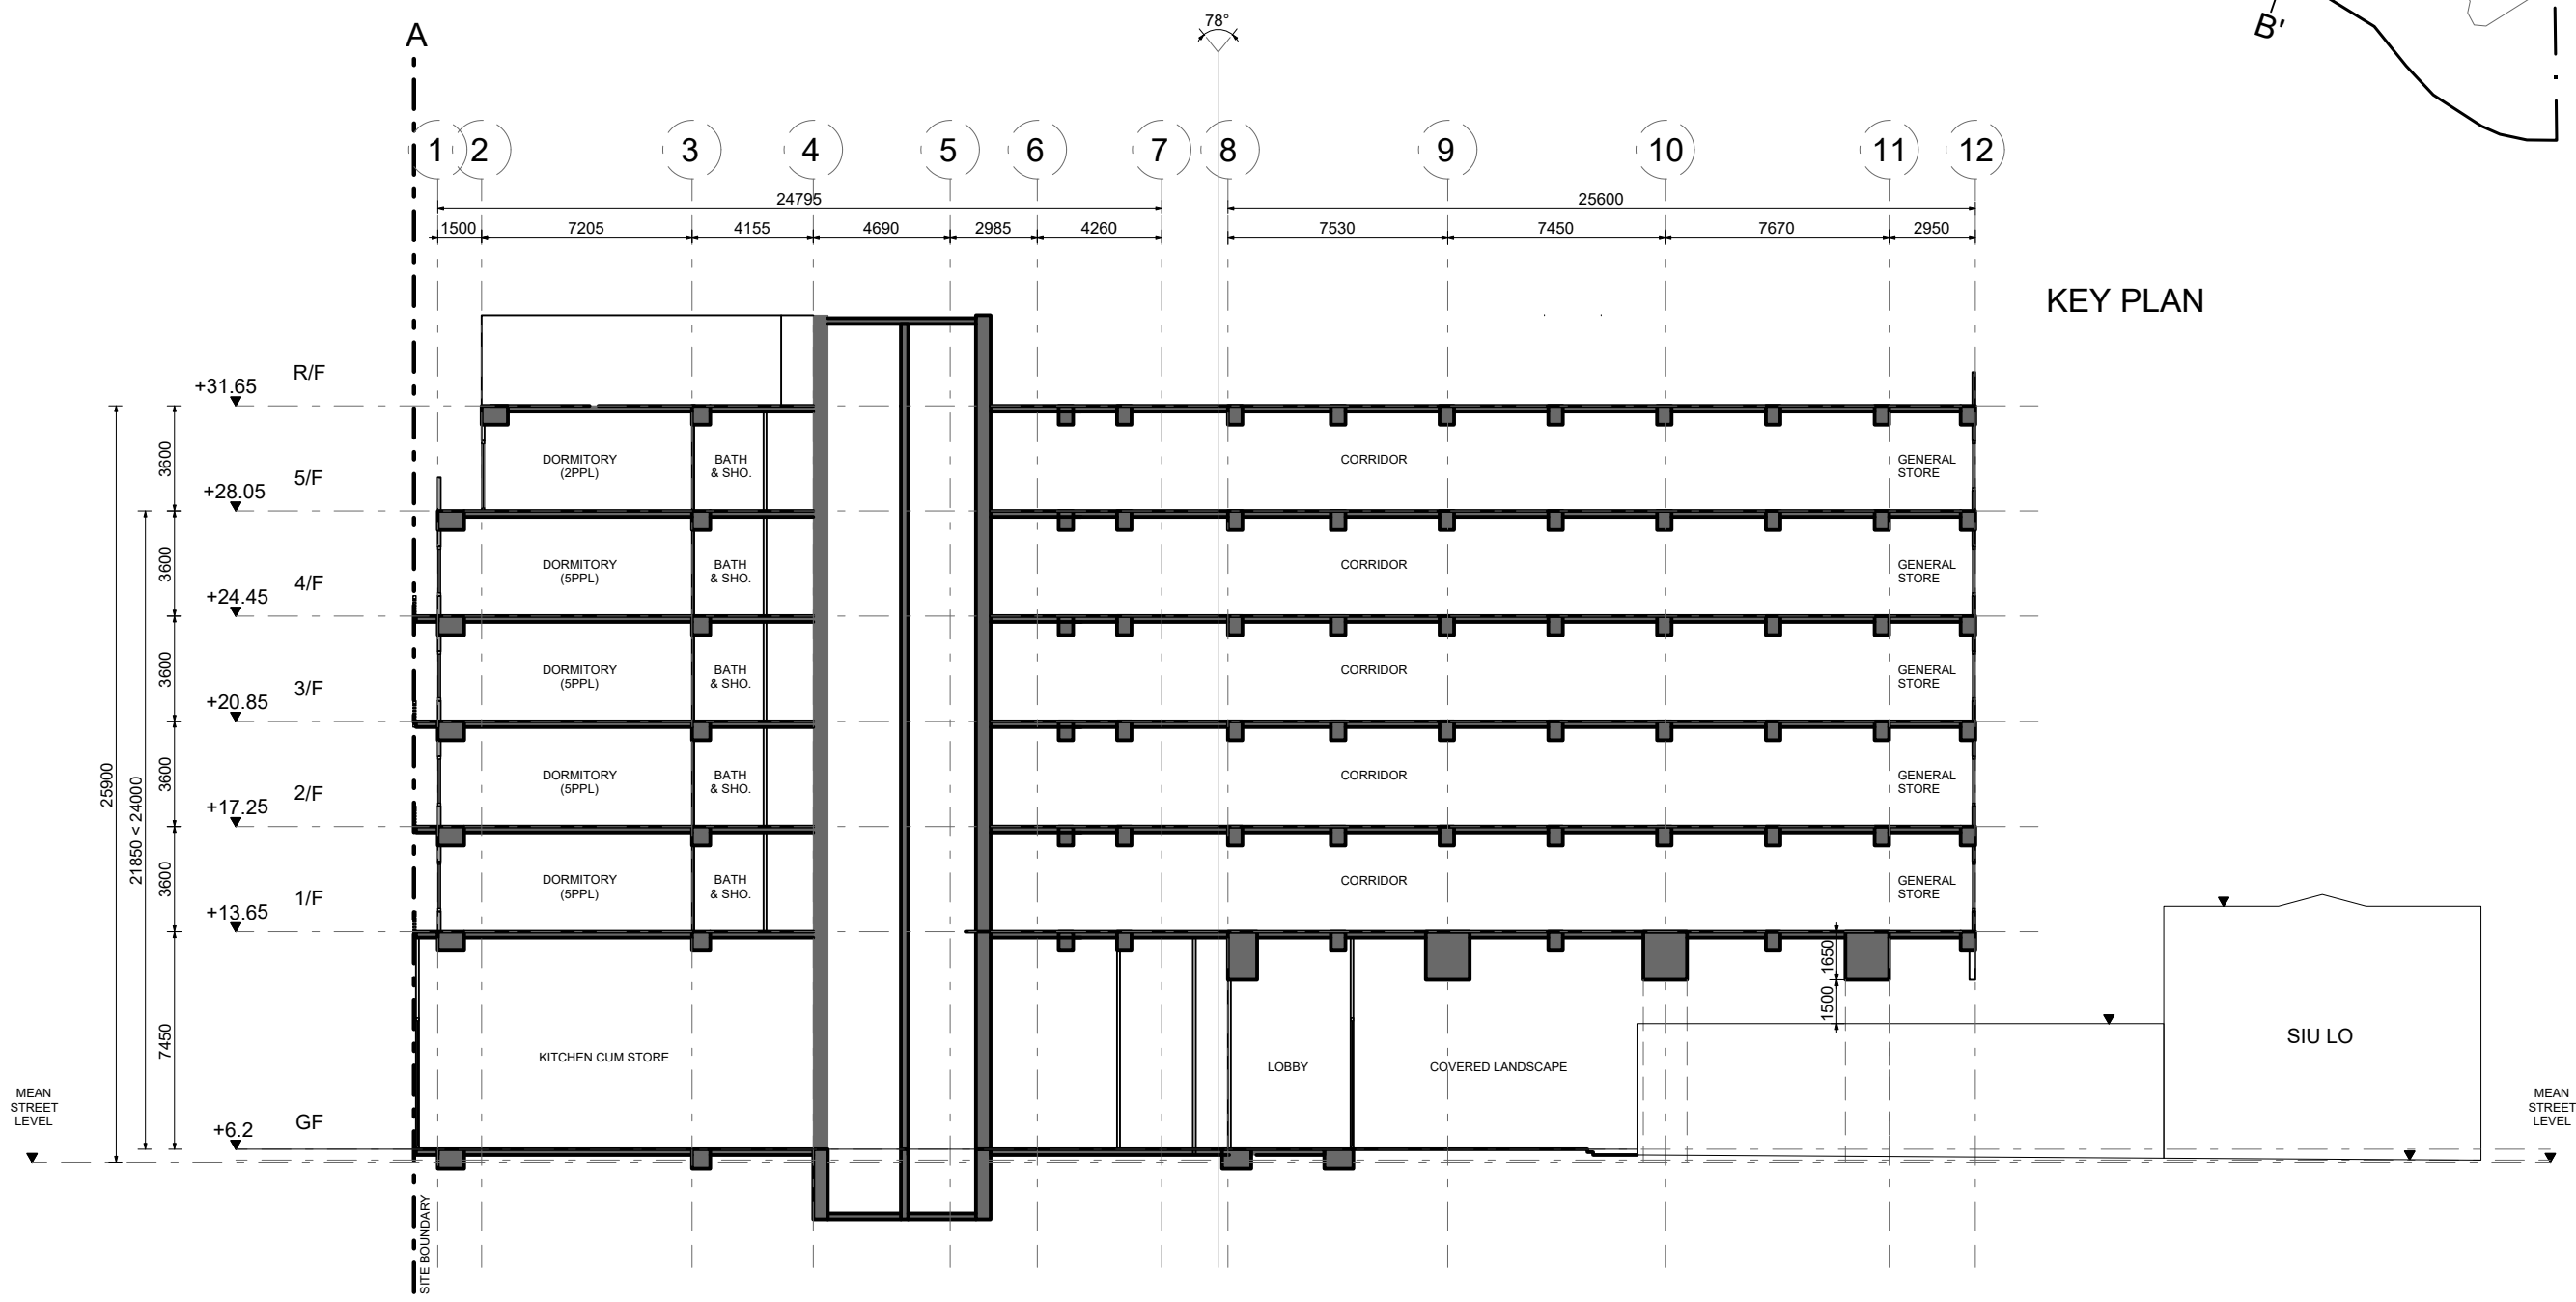 A
78°
B'
1 2 3 4 5 6 7 8 9 10 11 12
24795 25600
1500 7205 4155 4690 2985 4260 7530 7450 7670 2950
KEY PLAN
R/F
+31.65
3600
DORMITORY
(2PPL)
BATH
& SHO.
CORRIDOR
GENERAL
STORE
5/F
+28.05
3600
DORMITORY
(5PPL)
BATH
& SHO.
CORRIDOR
GENERAL
STORE
4/F
+24.45
3600
DORMITORY
(5PPL)
BATH
& SHO.
CORRIDOR
GENERAL
STORE
3/F
+20.85
3600
DORMITORY
(5PPL)
BATH
& SHO.
CORRIDOR
GENERAL
STORE
2/F
+17.25
25900
21850 < 24000
3600
DORMITORY
(5PPL)
BATH
& SHO.
CORRIDOR
GENERAL
STORE
1/F
+13.65
1650
1500
7450
KITCHEN CUM STORE
LOBBY
COVERED LANDSCAPE
SIU LO
MEAN
STREET
LEVEL
GF
+6.2
MEAN
STREET
LEVEL
SITE BOUNDARY